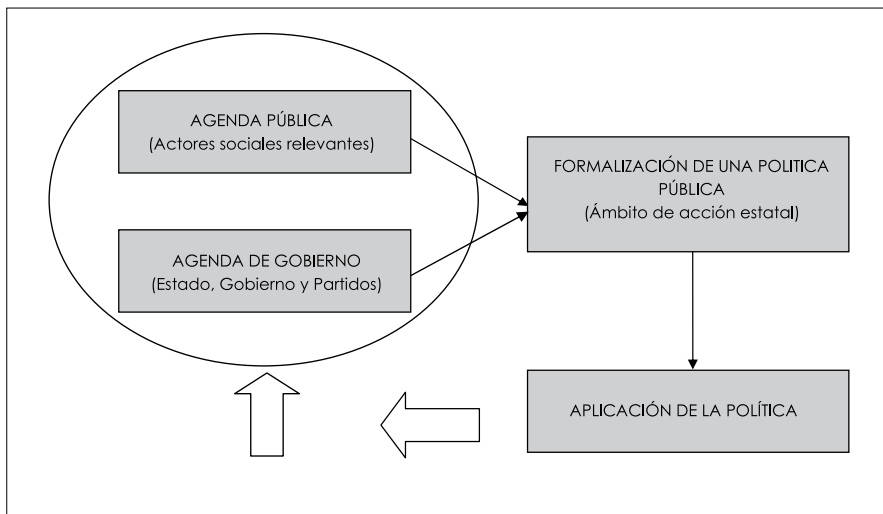 AGENDA PÚBLICA
(Actores sociales relevantes)
FORMALIZACIÓN DE UNA POLITICA
PÚBLICA
(Ámbito de acción estatal)
AGENDA DE GOBIERNO
(Estado, Gobierno y Partidos)
APLICACIÓN DE LA POLÍTICA